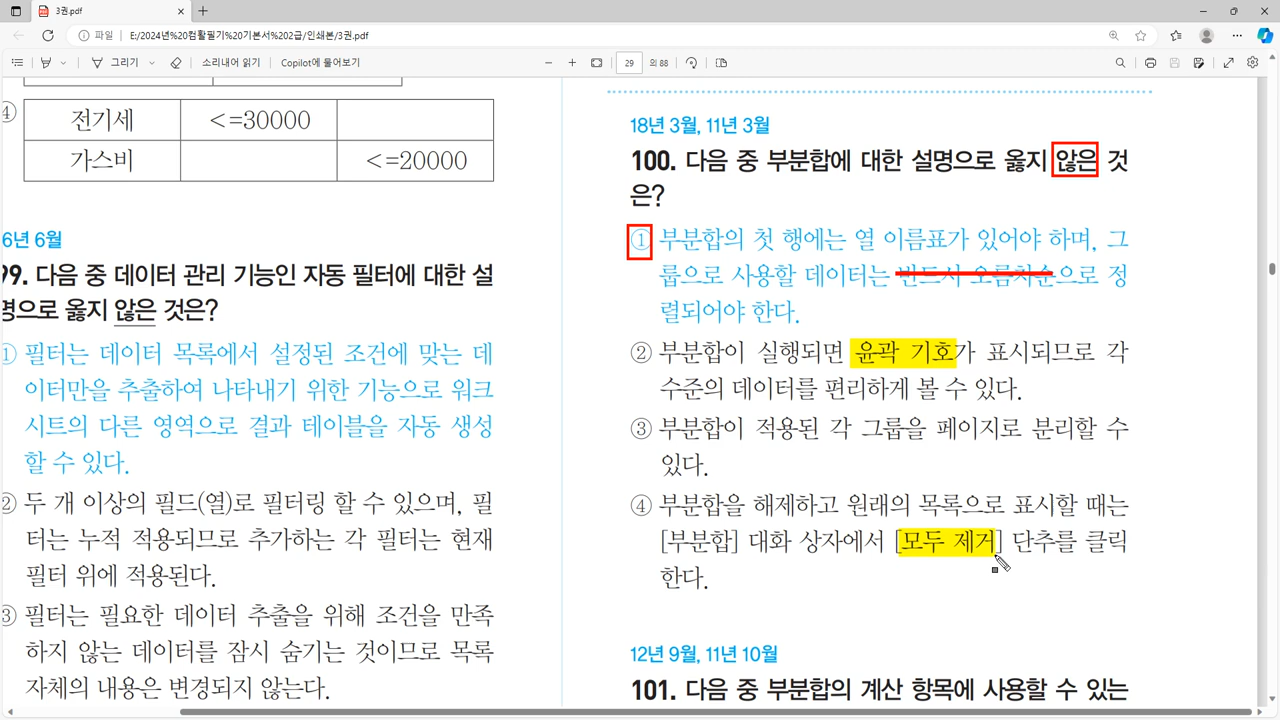 3권.pdf
파일
E:/2024년%20컴활필기%20기본서%202급/인쇄본/3권.pdf
그리기
소리내어 읽기
Copilot에 물어보기
29
의 88
④
전기세 <=30000
가스비 <=20000
6년 6월
99. 다음 중 데이터 관리 기능인 자동 필터에 대한 설
명으로 옳지 않은 것은?
① 필터는 데이터 목록에서 설정된 조건에 맞는 데
이터만을 추출하여 나타내기 위한 기능으로 워크
시트의 다른 영역으로 결과 테이블을 자동 생성
할 수 있다.
② 두 개 이상의 필드(열)로 필터링 할 수 있으며, 필
터는 누적 적용되므로 추가하는 각 필터는 현재
필터 위에 적용된다.
③ 필터는 필요한 데이터 추출을 위해 조건을 만족
하지 않는 데이터를 잠시 숨기는 것이므로 목록
자체의 내용은 변경되지 않는다.
18년 3월, 11년 3월
100. 다음 중 부분합에 대한 설명으로 옳지 않은 것
은?
① 부분합의 첫 행에는 열 이름표가 있어야 하며, 그
룹으로 사용할 데이터는 반드시 오름차순으로 정
렬되어야 한다.
② 부분합이 실행되면 윤곽 기호가 표시되므로 각
수준의 데이터를 편리하게 볼 수 있다.
③ 부분합이 적용된 각 그룹을 페이지로 분리할 수
있다.
④ 부분합을 해제하고 원래의 목록으로 표시할 때는
[부분합] 대화 상자에서 [모두 제거] 단추를 클릭
한다.
12년 9월, 11년 10월
101. 다음 중 부분합의 계산 항목에 사용할 수 있는